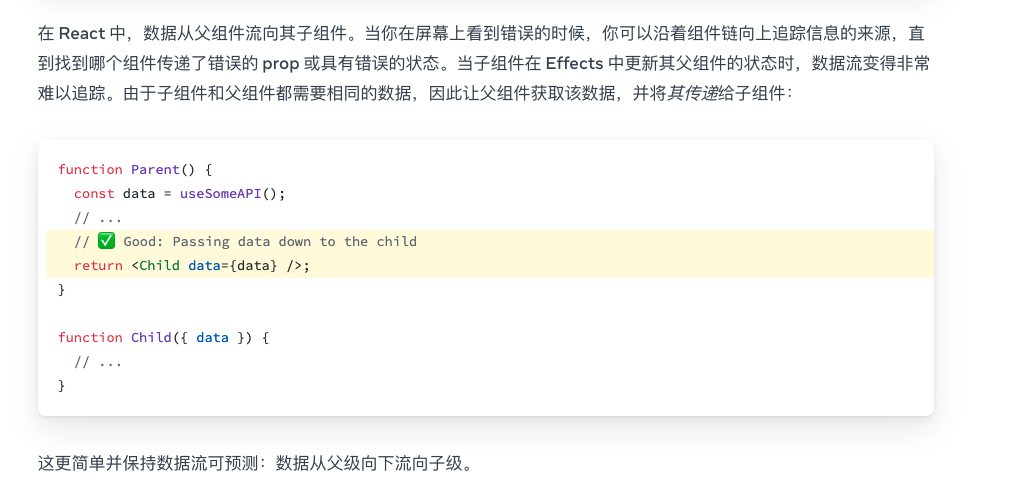 在 React 中，数据从父组件流向其子组件。当你在屏幕上看到错误的时候，你可以沿着组件链向上追踪信息的来源，直
到找到哪个组件传递了错误的 prop 或具有错误的状态。当子组件在 Effects 中更新其父组件的状态时，数据流变得非常
难以追踪。由于子组件和父组件都需要相同的数据，因此让父组件获取该数据，并将其传递给子组件：
function Parent() {
  const data = useSomeAPI();
  // ...
  // ✅ Good: Passing data down to the child
  return <Child data={data} />;
}
function Child({ data }) {
  // ...
}
这更简单并保持数据流可预测：数据从父级向下流向子级。